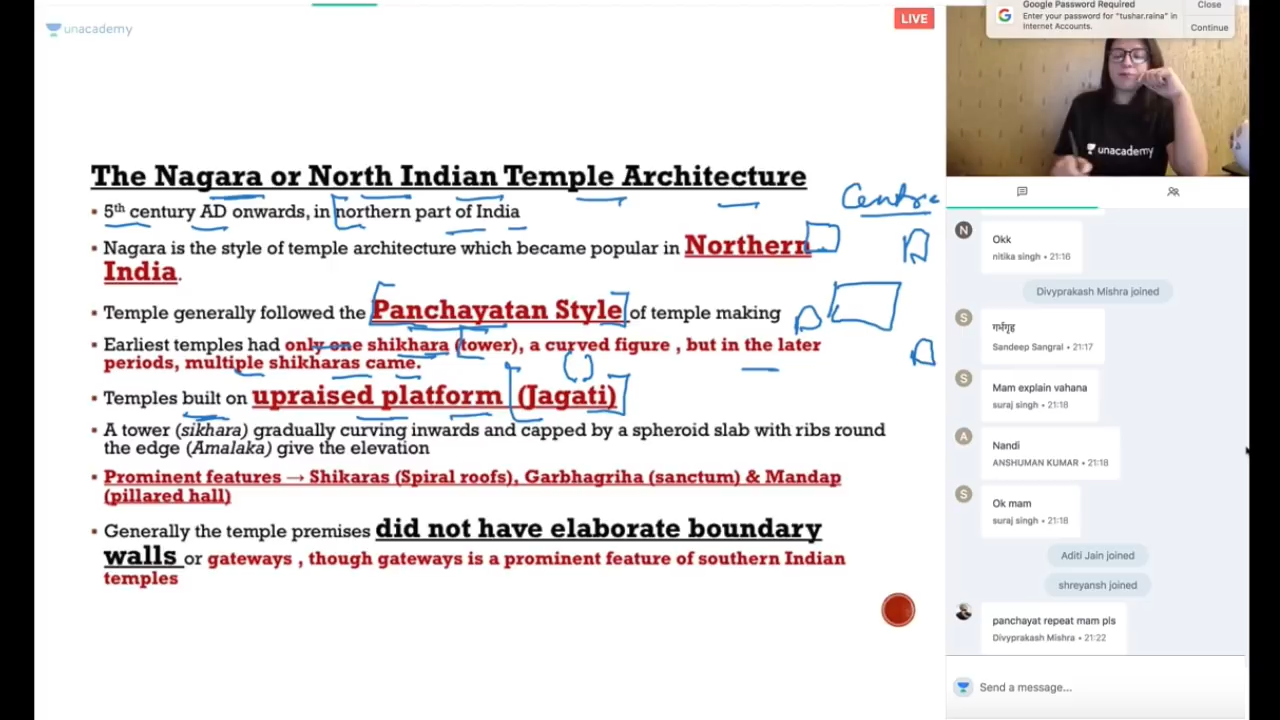 unacademy
LIVE
Google Password Required
Enter your password for "tushar.raina" in
Internet Accounts.
Close
Continue
unacademy
The Nagara or North Indian Temple Architecture
Centre
• 5th century AD onwards, in northern part of India
• Nagara is the style of temple architecture which became popular in Northern
India.
• Temple generally followed the Panchayatan Style of temple making
• Earliest temples had only one shikhara (tower), a curved figure , but in the later
periods, multiple shikharas came.
• Temples built on upraised platform (Jagati)
• A tower (sikhara) gradually curving inwards and capped by a spheroid slab with ribs round
the edge (Amalaka) give the elevation
• Prominent features → Shikaras (Spiral roofs), Garbhagriha (sanctum) & Mandap
(pillared hall)
• Generally the temple premises did not have elaborate boundary
walls or gateways , though gateways is a prominent feature of southern Indian
temples
N
Okk
nitika singh • 21:16
Divyprakash Mishra joined
S
गर्भगृह
Sandeep Sangral • 21:17
S
Mam explain vahana
suraj singh • 21:18
A
Nandi
ANSHUMAN KUMAR • 21:18
S
Ok mam
suraj singh • 21:18
Aditi Jain joined
shreyansh joined
panchayat repeat mam pls
Divyprakash Mishra • 21:22
Send a message...